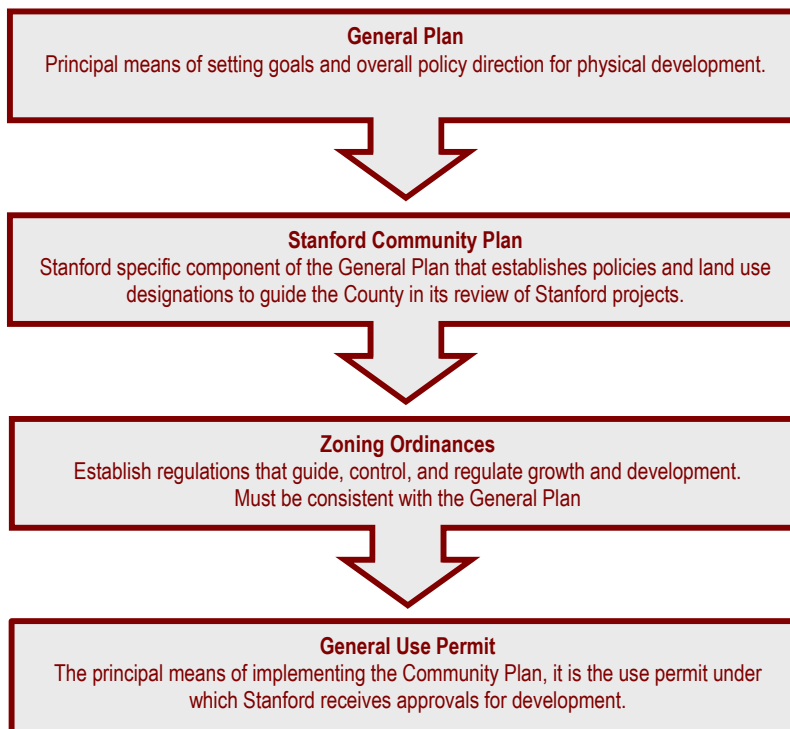 General Plan
Principal means of setting goals and overall policy direction for physical development.
Stanford Community Plan
Stanford specific component of the General Plan that establishes policies and land use
designations to guide the County in its review of Stanford projects.
Zoning Ordinances
Establish regulations that guide, control, and regulate growth and development.
Must be consistent with the General Plan
General Use Permit
The principal means of implementing the Community Plan, it is the use permit under
which Stanford receives approvals for development.